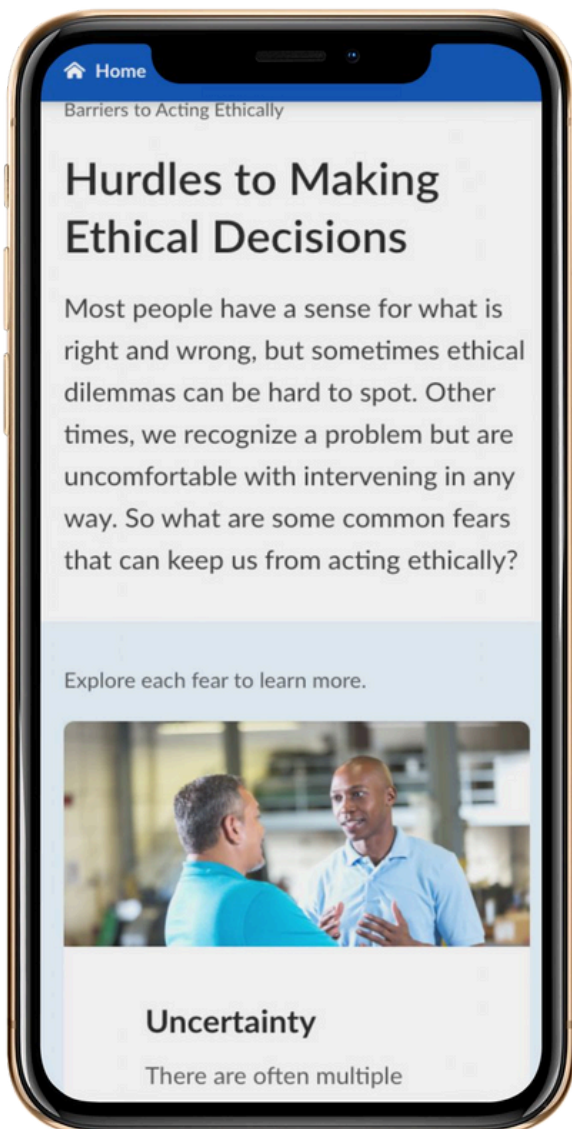 Home
Barriers to Acting Ethically
Hurdles to Making
Ethical Decisions
Most people have a sense for what is
right and wrong, but sometimes ethical
dilemmas can be hard to spot. Other
times, we recognize a problem but are
uncomfortable with intervening in any
way. So what are some common fears
that can keep us from acting ethically?
Explore each fear to learn more.
Uncertainty
There are often multiple